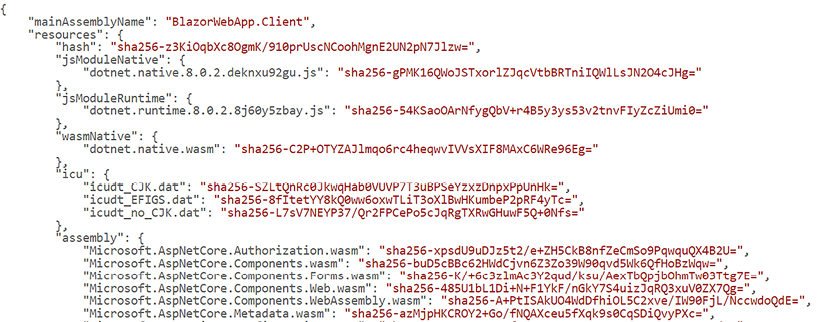 {
"mainAssemblyName": "BlazorWebApp.Client",
"resources": {
"hash": "sha256-z3KiOqbXc8OgmK/910prUscNCoohMgnE2UN2pN7Jlzw=",
"jsModuleNative": {
"dotnet.native.8.0.2.deknxu92gu.js": "sha256-gPMK16QWoJSTxorlZJqcVtbBRTniIQWlLsJN2O4cJHg="
},
"jsModuleRuntime": {
"dotnet.runtime.8.0.2.8j60y5zbay.js": "sha256-54KSaoOArNfygQbV+r4B5y3ys53v2tnvFIyZcZiUmi0="
},
"wasmNative": {
"dotnet.native.wasm": "sha256-C2P+OTYZAJlmqo6rc4heqwvIVVsXIF8MAxC6WRe96Eg="
},
"icu": {
"icudt_CJK.dat": "sha256-SZLtQnRc0JkwqHab0VUVP7T3uBPSeYzxzDnpxPpUnHk=",
"icudt_EFIGS.dat": "sha256-8fItetYY8kQ0ww6oxwTLiT3oXlBwHKumbeP2pRF4yTc=",
"icudt_no_CJK.dat": "sha256-L7sV7NEYP37/Qr2FPCePo5cJqRgTXRwGHuwF5Q+0Nfs="
},
"assembly": {
"Microsoft.AspNetCore.Authorization.wasm": "sha256-xpsdU9uDJz5t2/e+ZH5CkB8nfZeCmSo9PqwquQX4B2U=",
"Microsoft.AspNetCore.Components.wasm": "sha256-buD5cBBc62HWdCjvn6Z3Zo39W90qvd5Wk6QfHoBzWqw=",
"Microsoft.AspNetCore.Components.Forms.wasm": "sha256-K/+6c3zlmAc3Y2qud/ksu/AexTbQpjbOhmTw03Ttg7E=",
"Microsoft.AspNetCore.Components.Web.wasm": "sha256-485U1bL1Di+N+F1YkF/nGkY7S4uizJqRQ3xuV0ZX7Qg=",
"Microsoft.AspNetCore.Components.WebAssembly.wasm": "sha256-A+PtISAkUO4WdDfhiOL5C2xve/IW90FjL/NccwdoQdE=",
"Microsoft.AspNetCore.Metadata.wasm": "sha256-azMjpHKCROY2+Go/fNQAXceu5fXqk9s0CqSDiQvyPXc=",